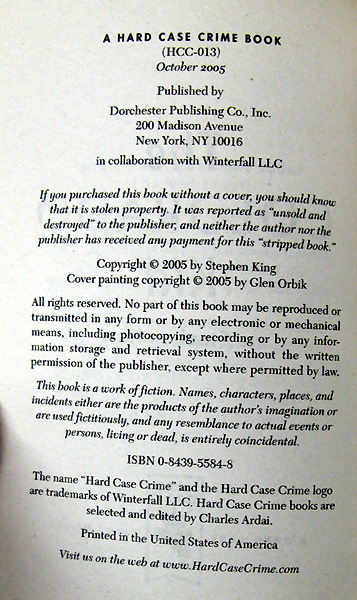 A HARD CASE CRIME BOOK
(HCC-013)
October 2005
Published by
Dorchester Publishing Co., Inc.
200 Madison Avenue
New York, NY 10016
in collaboration with Winterfall LLC
If you purchased this book without a cover, you should know
that it is stolen property. It was reported as "unsold and
destroyed" to the publisher, and neither the author nor the
publisher has received any payment for this "stripped book."
Copyright © 2005 by Stephen King
Cover painting copyright © 2005 by Glen Orbik
All rights reserved. No part of this book may be reproduced or
transmitted in any form or by any electronic or mechanical
means, including photocopying, recording or by any infor-
mation storage and retrieval system, without the written
permission of the publisher, except where permitted by law.
This book is a work of fiction. Names, characters, places, and
incidents either are the products of the author's imagination or
are used fictitiously, and any resemblance to actual events or
persons, living or dead, is entirely coincidental.
ISBN 0-8439-5584-8
The name "Hard Case Crime" and the Hard Case Crime logo
are trademarks of Winterfall LLC. Hard Case Crime books are
selected and edited by Charles Ardai.
Printed in the United States of America
Visit us on the web at www.HardCaseCrime.com